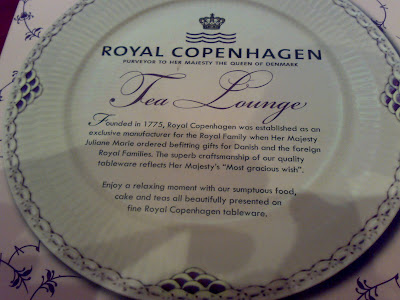 ROYAL COPENHAGEN
PURVEYOR TO HER MAJESTY THE QUEEN OF DENMARK
Tea Lounge
Founded in 1775, Royal Copenhagen was established as an
exclusive manufacturer for the Royal Family when Her Majesty
Juliane Marie ordered befitting gifts for Danish and the foreign
Royal Families. The superb craftsmanship of our quality
tableware reflects Her Majesty's "Most gracious wish".
Enjoy a relaxing moment with our sumptuous food,
cake and teas all beautifully presented on
fine Royal Copenhagen tableware.